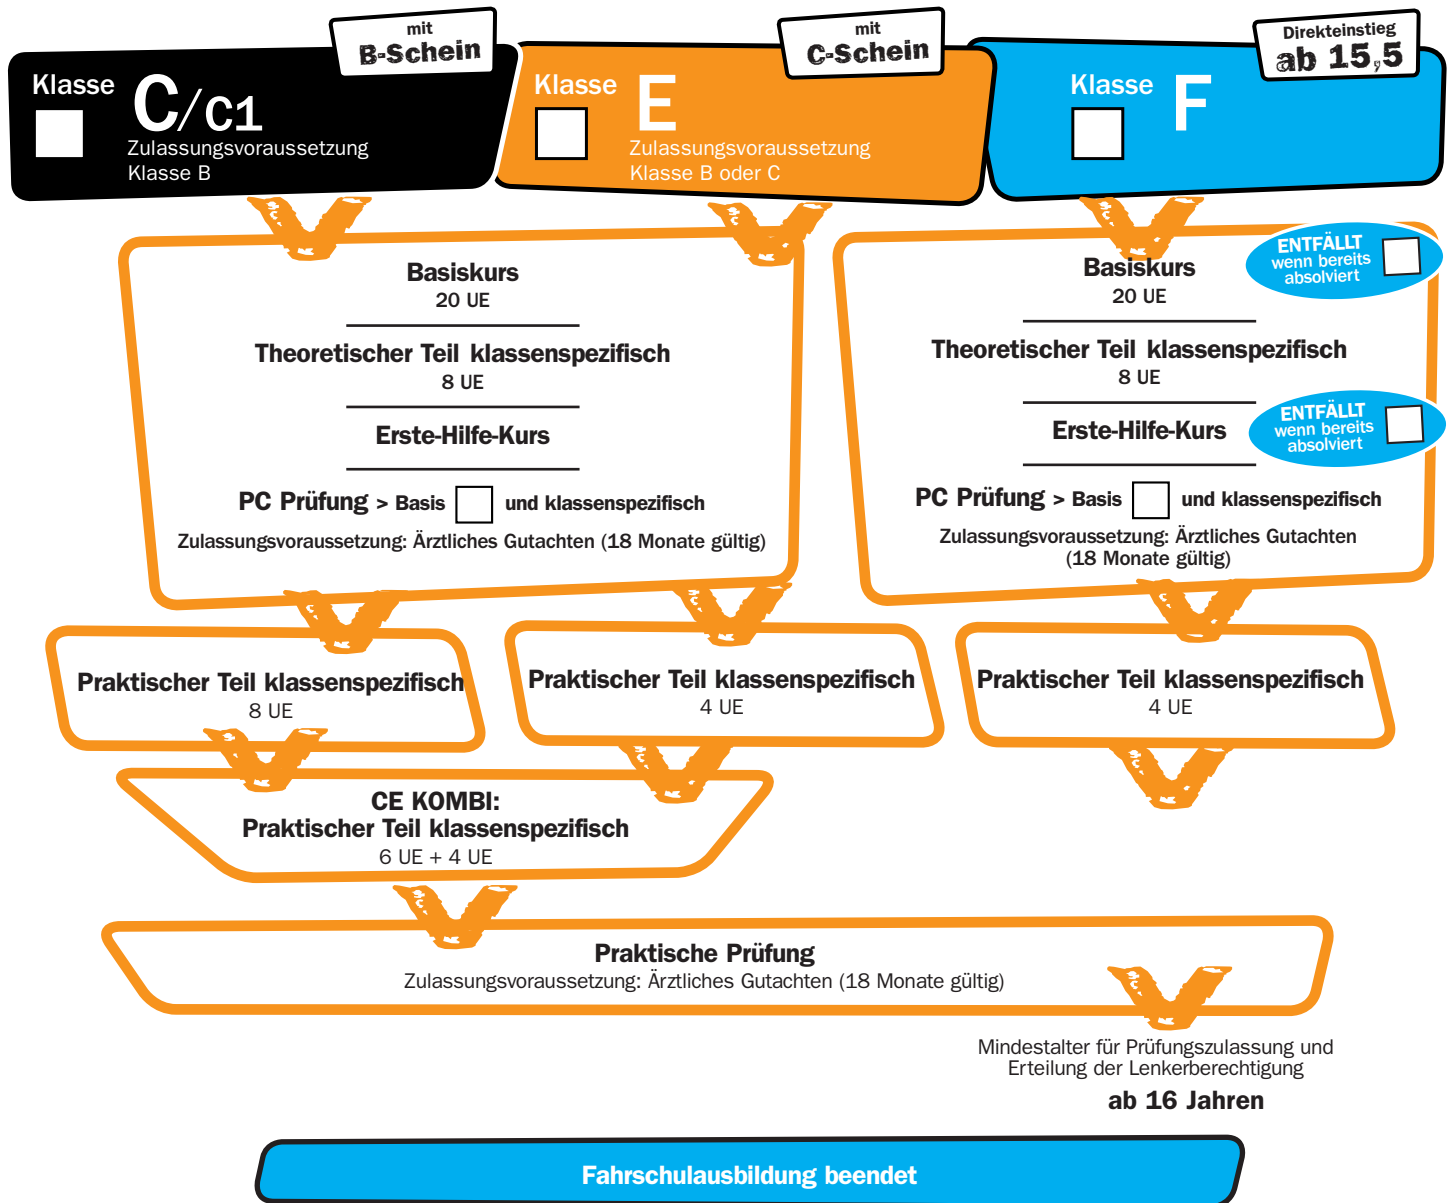 mit
B-Schein
Klasse
C/C1
Zulassungsvoraussetzung
Klasse B
mit
C-Schein
Klasse
E
Zulassungsvoraussetzung
Klasse B oder C
Direkteinstieg
ab 15,5
Klasse
F
Basiskurs
20 UE
Theoretischer Teil klassenspezifisch
8 UE
Erste-Hilfe-Kurs
PC Prüfung > Basis und klassenspezifisch
Zulassungsvoraussetzung: Ärztliches Gutachten (18 Monate gültig)
Basiskurs
20 UE
ENTFÄLLT
wenn bereits
absolviert
Theoretischer Teil klassenspezifisch
8 UE
Erste-Hilfe-Kurs
ENTFÄLLT
wenn bereits
absolviert
PC Prüfung > Basis und klassenspezifisch
Zulassungsvoraussetzung: Ärztliches Gutachten
(18 Monate gültig)
Praktischer Teil klassenspezifisch
8 UE
Praktischer Teil klassenspezifisch
4 UE
Praktischer Teil klassenspezifisch
4 UE
CE KOMBI:
Praktischer Teil klassenspezifisch
6 UE + 4 UE
Praktische Prüfung
Zulassungsvoraussetzung: Ärztliches Gutachten (18 Monate gültig)
Mindestalter für Prüfungszulassung und
Erteilung der Lenkerberechtigung
ab 16 Jahren
Fahrschulausbildung beendet